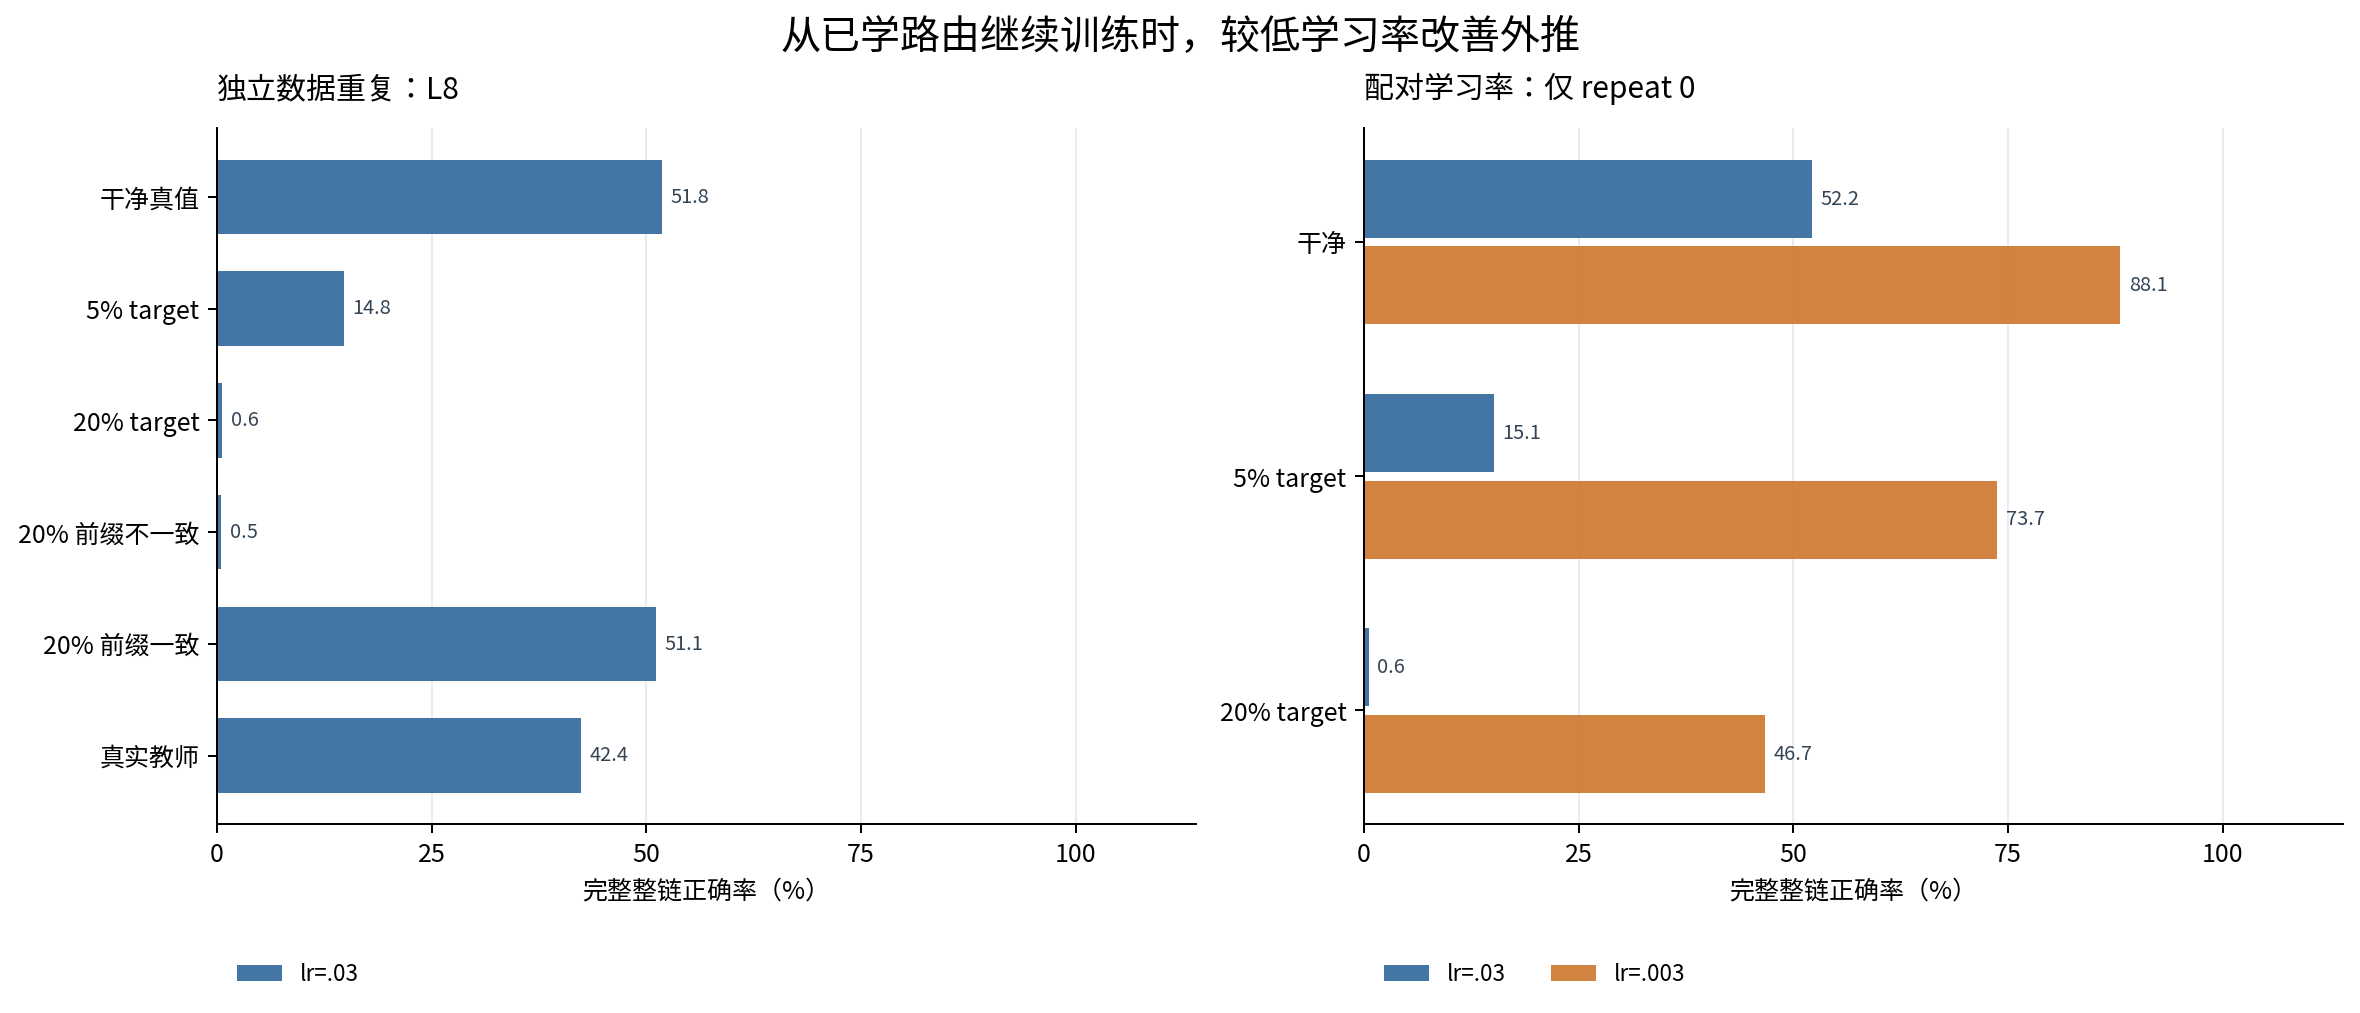 从已学路由继续训练时，较低学习率改善外推
独立数据重复：L8
干净真值
5% target
20% target
20% 前缀不一致
20% 前缀一致
真实教师
51.8
14.8
0.6
0.5
51.1
42.4
0 25 50 75 100
完整整链正确率（%）
lr=.03
配对学习率：仅 repeat 0
干净
5% target
20% target
52.2
88.1
15.1
73.7
0.6
46.7
0 25 50 75 100
完整整链正确率（%）
lr=.03 lr=.003